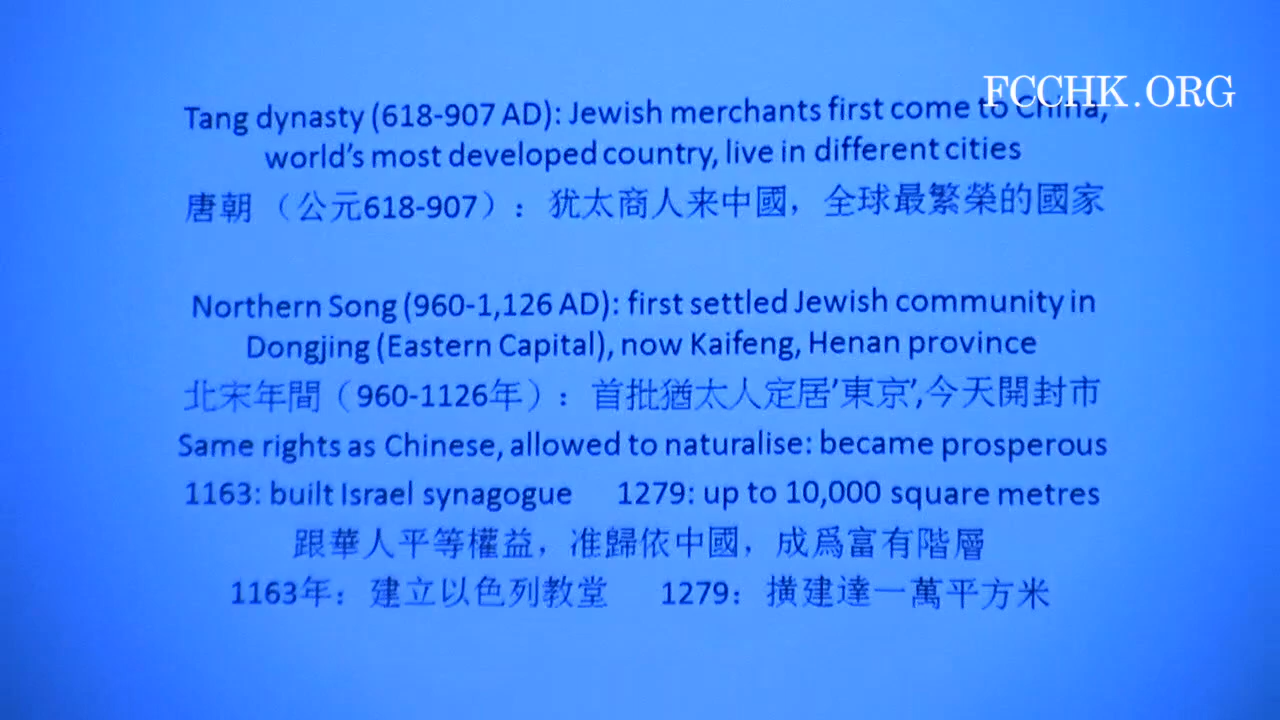 FCCHK.ORG
Tang dynasty (618-907 AD): Jewish merchants first come to China,
world's most developed country, live in different cities
唐朝（公元618-907）：犹太商人来中國，全球最繁榮的國家
Northern Song (960-1,126 AD): first settled Jewish community in
Dongjing (Eastern Capital), now Kaifeng, Henan province
北宋年間（960-1126年）：首批猶太人定居'東京',今天開封市
Same rights as Chinese, allowed to naturalise: became prosperous
1163: built Israel synagogue 1279: up to 10,000 square metres
跟華人平等權益，准歸依中國，成爲富有階層
1163年：建立以色列教堂 1279：擴建達一萬平方米